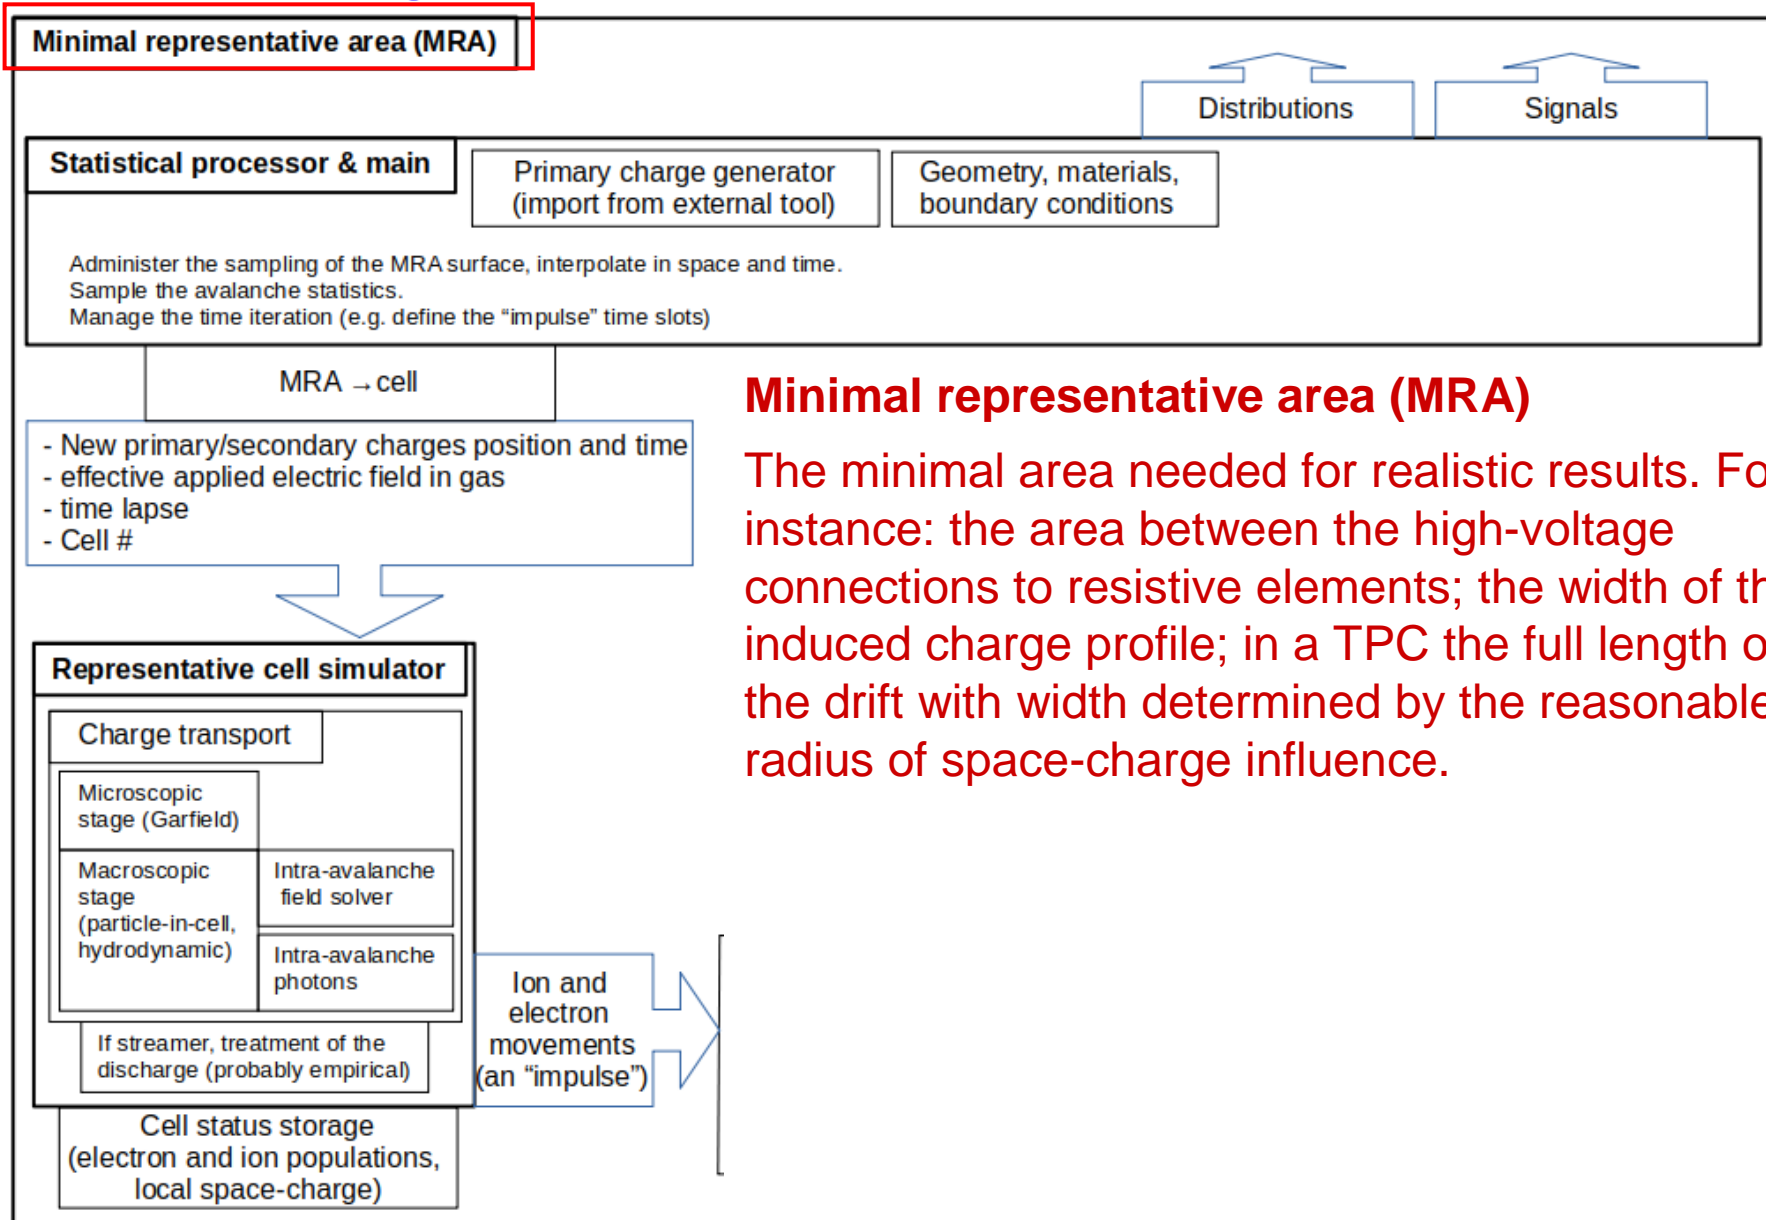 Minimal representative area (MRA)
Distributions
Signals
Statistical processor & main
Primary charge generator
(import from external tool)
Geometry, materials,
boundary conditions
Administer the sampling of the MRA surface, interpolate in space and time.
Sample the avalanche statistics.
Manage the time iteration (e.g. define the “impulse” time slots)
MRA →cell
- New primary/secondary charges position and time
- effective applied electric field in gas
- time lapse
- Cell #
Minimal representative area (MRA)
The minimal area needed for realistic results. Fo
instance: the area between the high-voltage
connections to resistive elements; the width of th
induced charge profile; in a TPC the full length o
the drift with width determined by the reasonable
radius of space-charge influence.
Representative cell simulator
Charge transport
Microscopic
stage (Garfield)
Macroscopic
stage
(particle-in-cell,
hydrodynamic)
Intra-avalanche
field solver
Intra-avalanche
photons
If streamer, treatment of the
discharge (probably empirical)
Ion and
electron
movements
(an “impulse”)
Cell status storage
(electron and ion populations,
local space-charge)